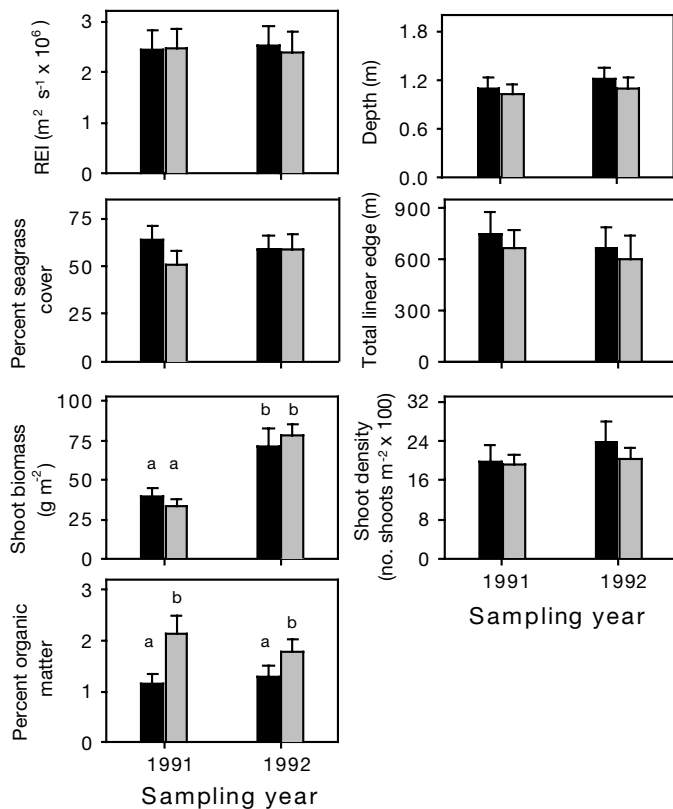 REI (m² s⁻¹ x 10⁶)
3
2
1
0
Depth (m)
1.8
1.2
0.6
0.0
Percent seagrass
cover
75
50
25
0
Total linear edge (m)
900
600
300
0
Shoot biomass
(g m⁻²)
100
75
50
25
0
a a
b b
Shoot density
(no. shoots m⁻² x 100)
32
24
16
8
0
1991 1992
Sampling year
Percent organic
matter
3
2
1
0
a b
a b
1991 1992
Sampling year